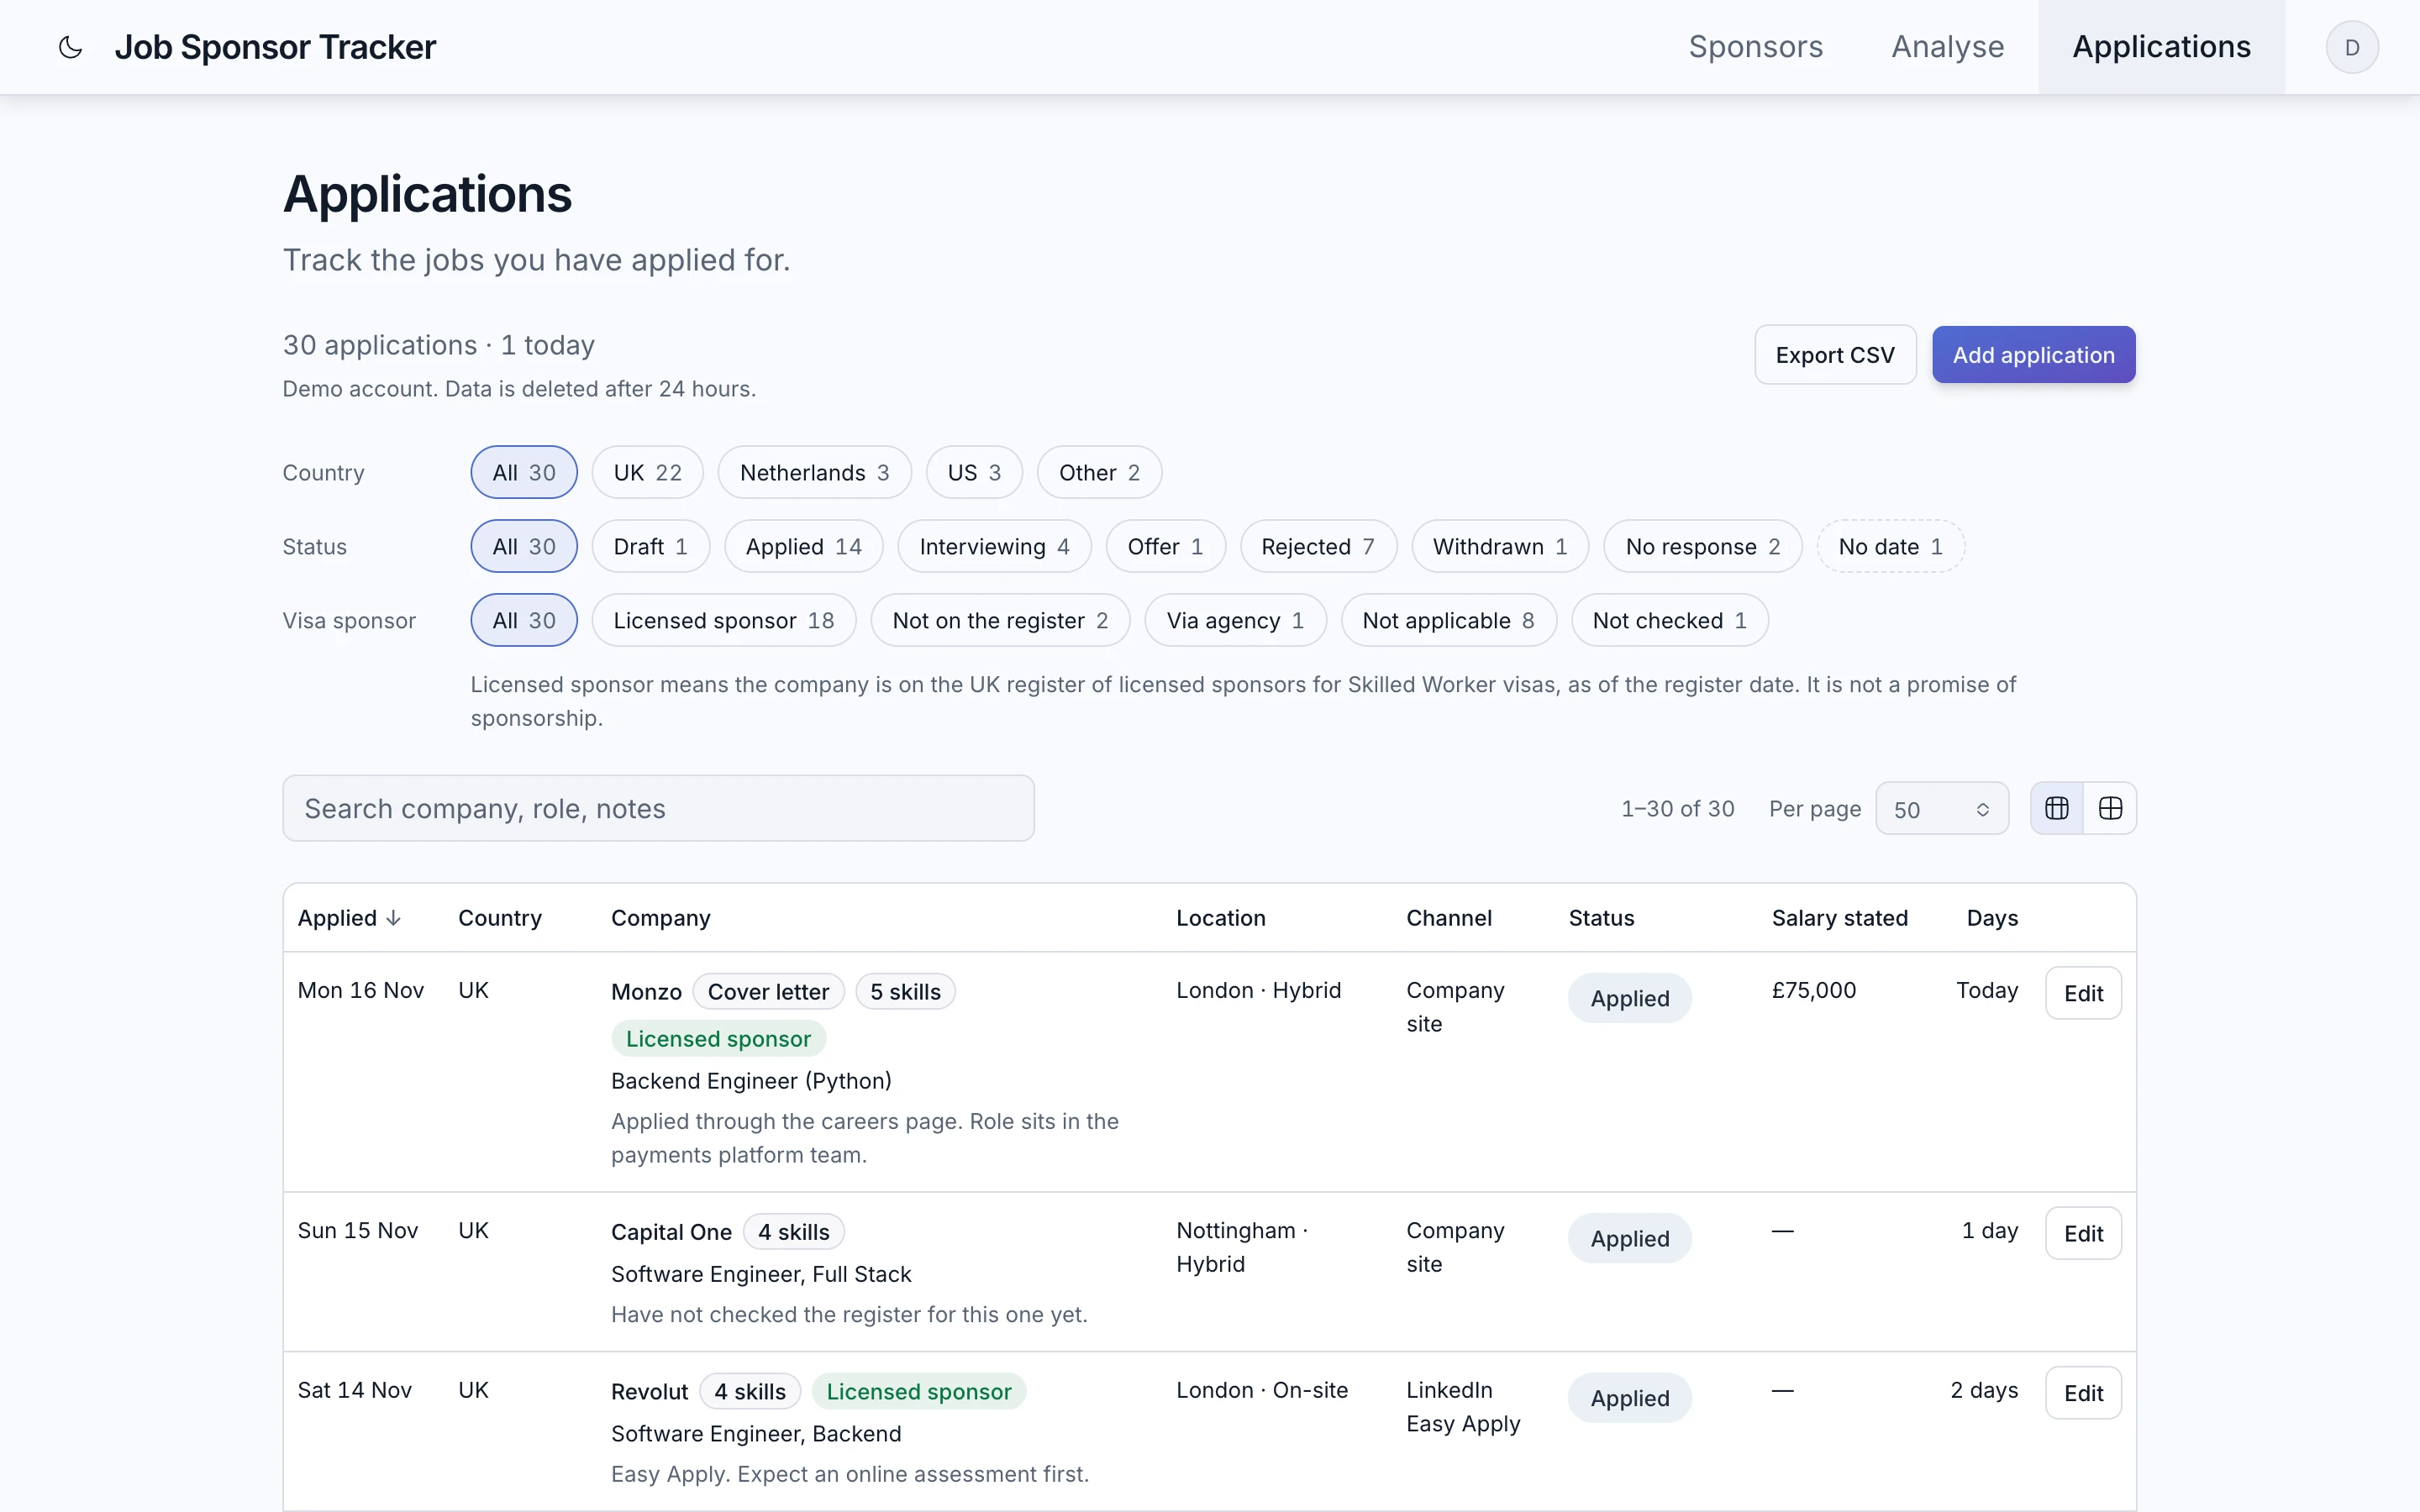 Job Sponsor Tracker
Sponsors
Analyse
Applications
D
Applications
Track the jobs you have applied for.
30 applications · 1 today
Demo account. Data is deleted after 24 hours.
Export CSV
Add application
Country All 30 UK 22 Netherlands 3 US 3 Other 2
Status All 30 Draft 1 Applied 14 Interviewing 4 Offer 1 Rejected 7 Withdrawn 1 No response 2 No date 1
Visa sponsor All 30 Licensed sponsor 18 Not on the register 2 Via agency 1 Not applicable 8 Not checked 1
Licensed sponsor means the company is on the UK register of licensed sponsors for Skilled Worker visas, as of the register date. It is not a promise of
sponsorship.
Search company, role, notes
1–30 of 30 Per page 50
Applied ↓ Country Company Location Channel Status Salary stated Days
Mon 16 Nov UK Monzo Cover letter 5 skills London · Hybrid Company Applied £75,000 Today Edit
site
Licensed sponsor
Backend Engineer (Python)
Applied through the careers page. Role sits in the
payments platform team.
Sun 15 Nov UK Capital One 4 skills Nottingham · Company Applied — 1 day Edit
Hybrid site
Software Engineer, Full Stack
Have not checked the register for this one yet.
Sat 14 Nov UK Revolut 4 skills Licensed sponsor London · On-site LinkedIn Applied — 2 days Edit
Easy Apply
Software Engineer, Backend
Easy Apply. Expect an online assessment first.